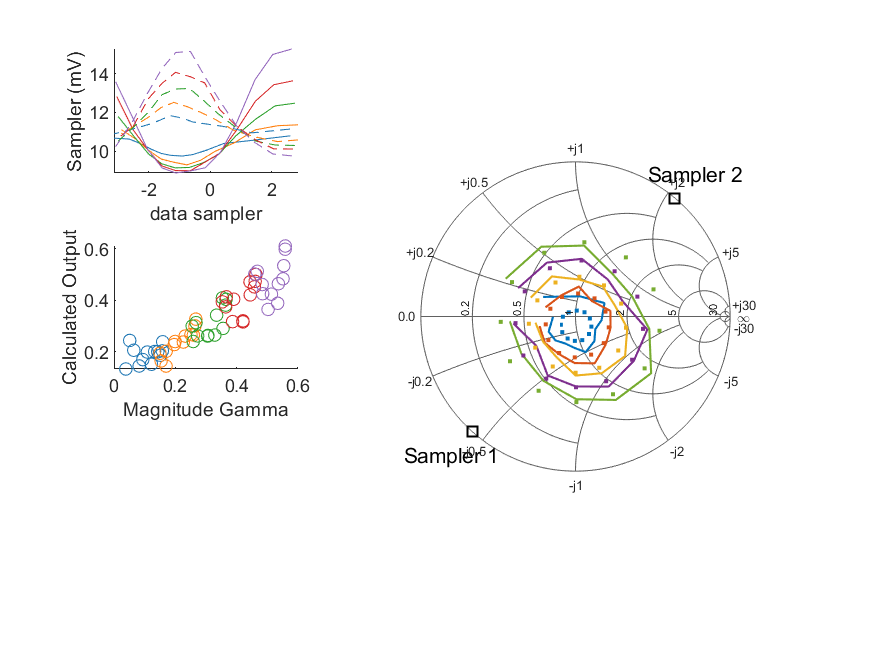 Sampler (mV)
14
12
10
-2
0
2
data sampler
Calculated Output
0.6
0.4
0.2
0
0.2
0.4
0.6
Magnitude Gamma
+j1
Sampler 2
+j2
+j0.5
+j5
+j0.2
+j30
0.0
0.2
0.5
1
2
5
30
∞
-j30
-j0.2
-j5
-j0.5
Sampler 1
-j2
-j1